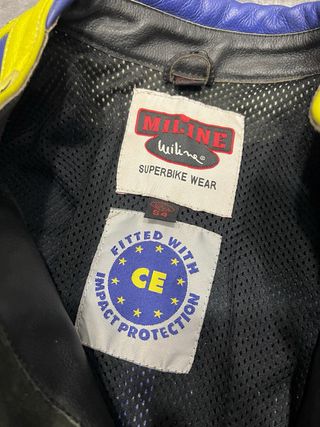 MILINE
Miline®
SUPERBIKE WEAR
54
FITTED WITH
CE
IMPACT PROTECTION